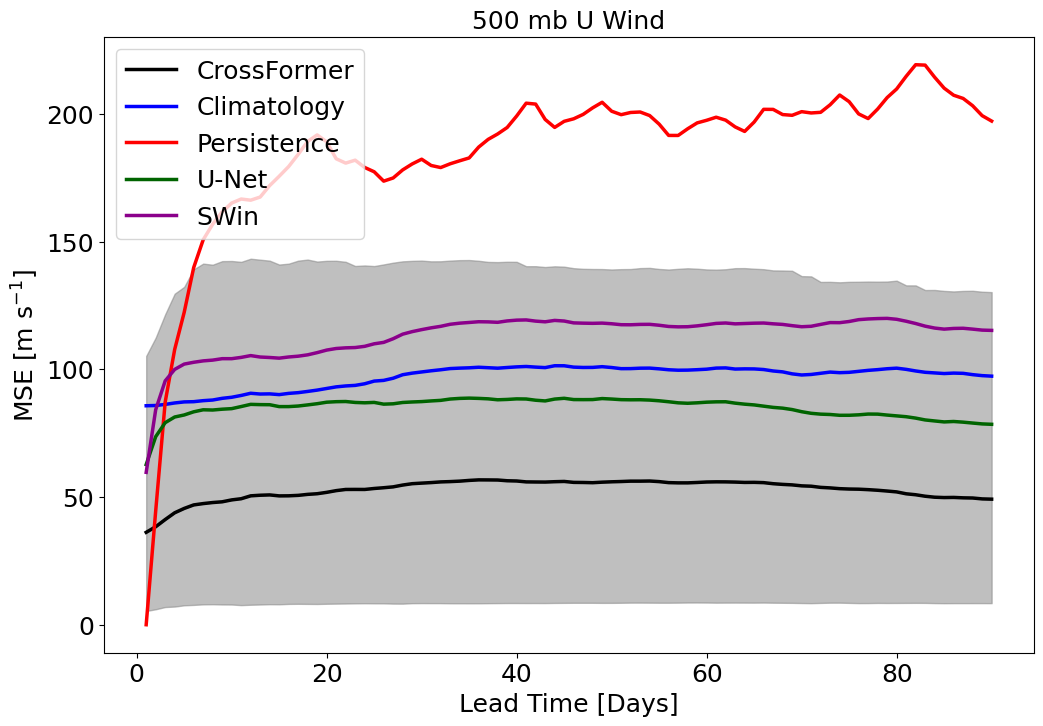 500 mb U Wind
CrossFormer
Climatology
Persistence
U-Net
SWin
MSE [m s⁻¹]
200
150
100
50
0
0 20 40 60 80
Lead Time [Days]